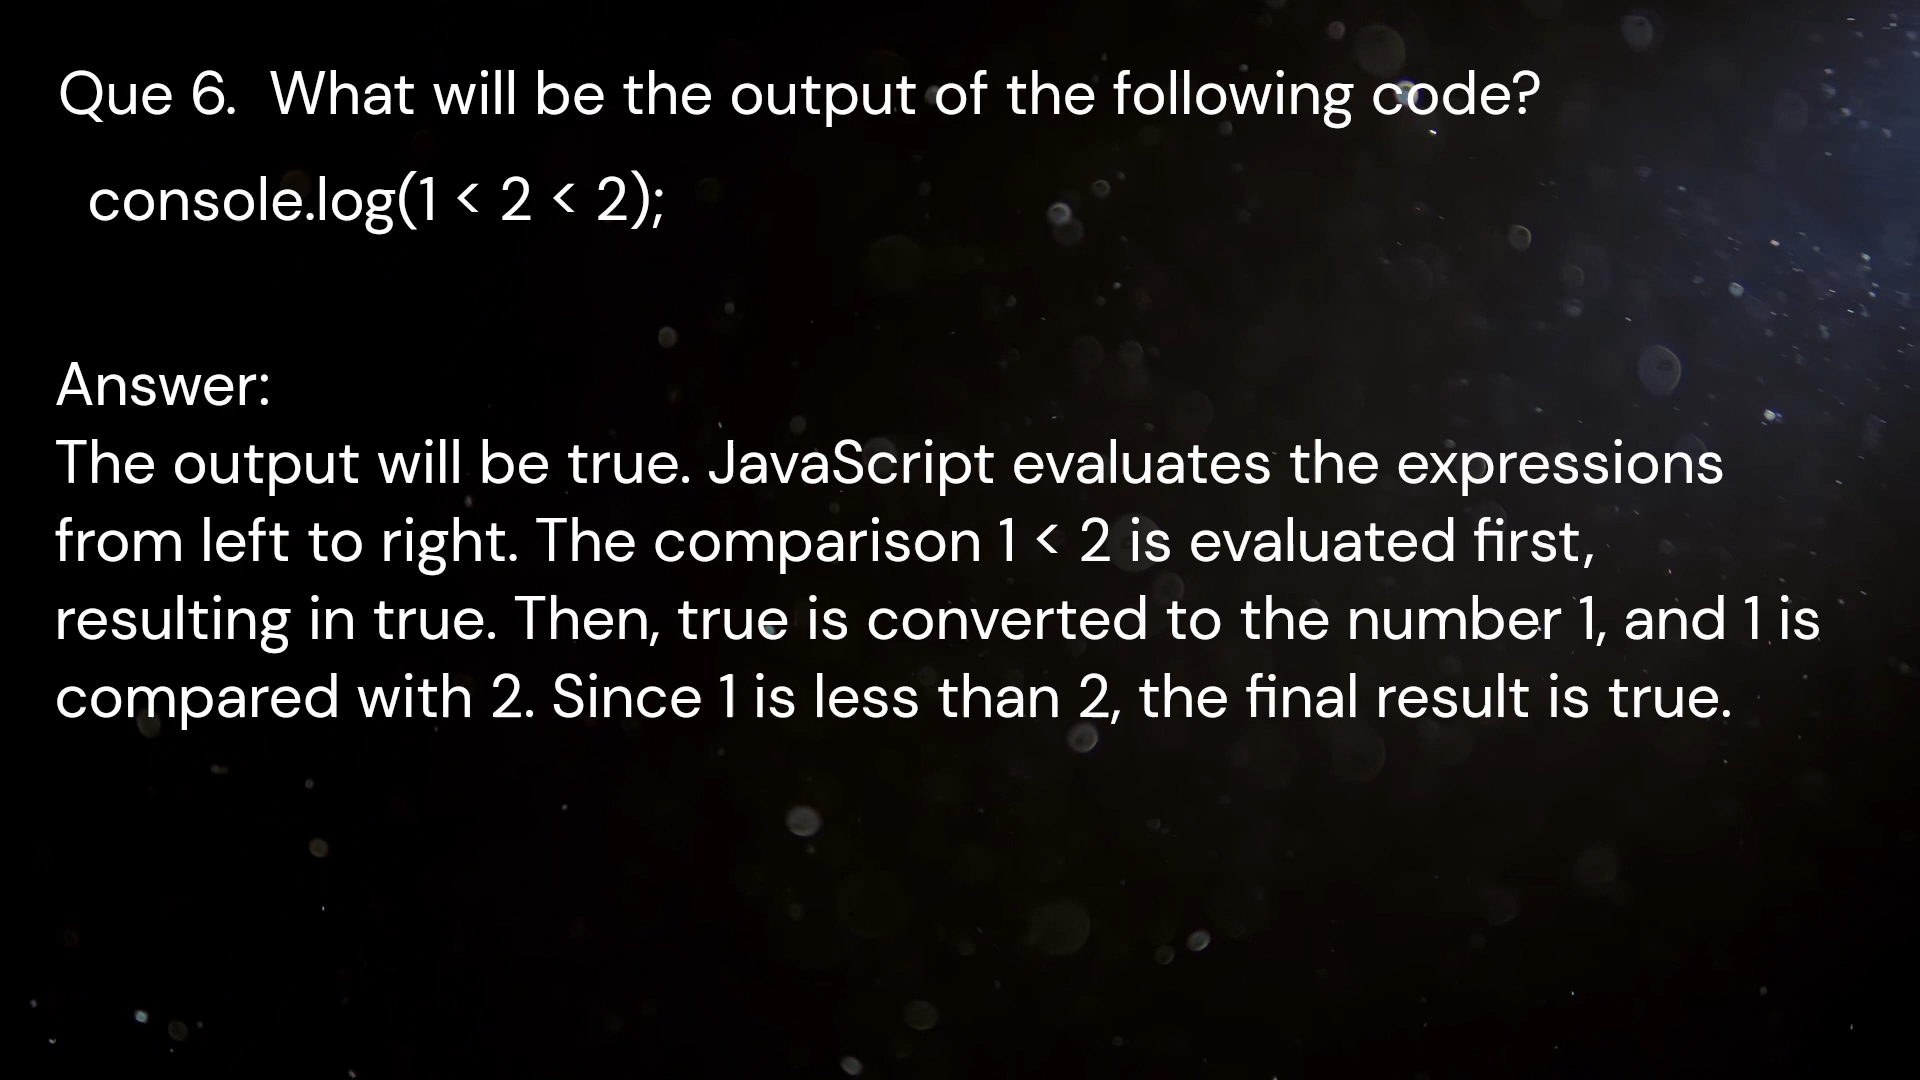 Que 6.  What will be the output of the following code?
console.log(1 < 2 < 2);
Answer:
The output will be true. JavaScript evaluates the expressions
from left to right. The comparison 1 < 2 is evaluated first,
resulting in true. Then, true is converted to the number 1, and 1 is
compared with 2. Since 1 is less than 2, the final result is true.